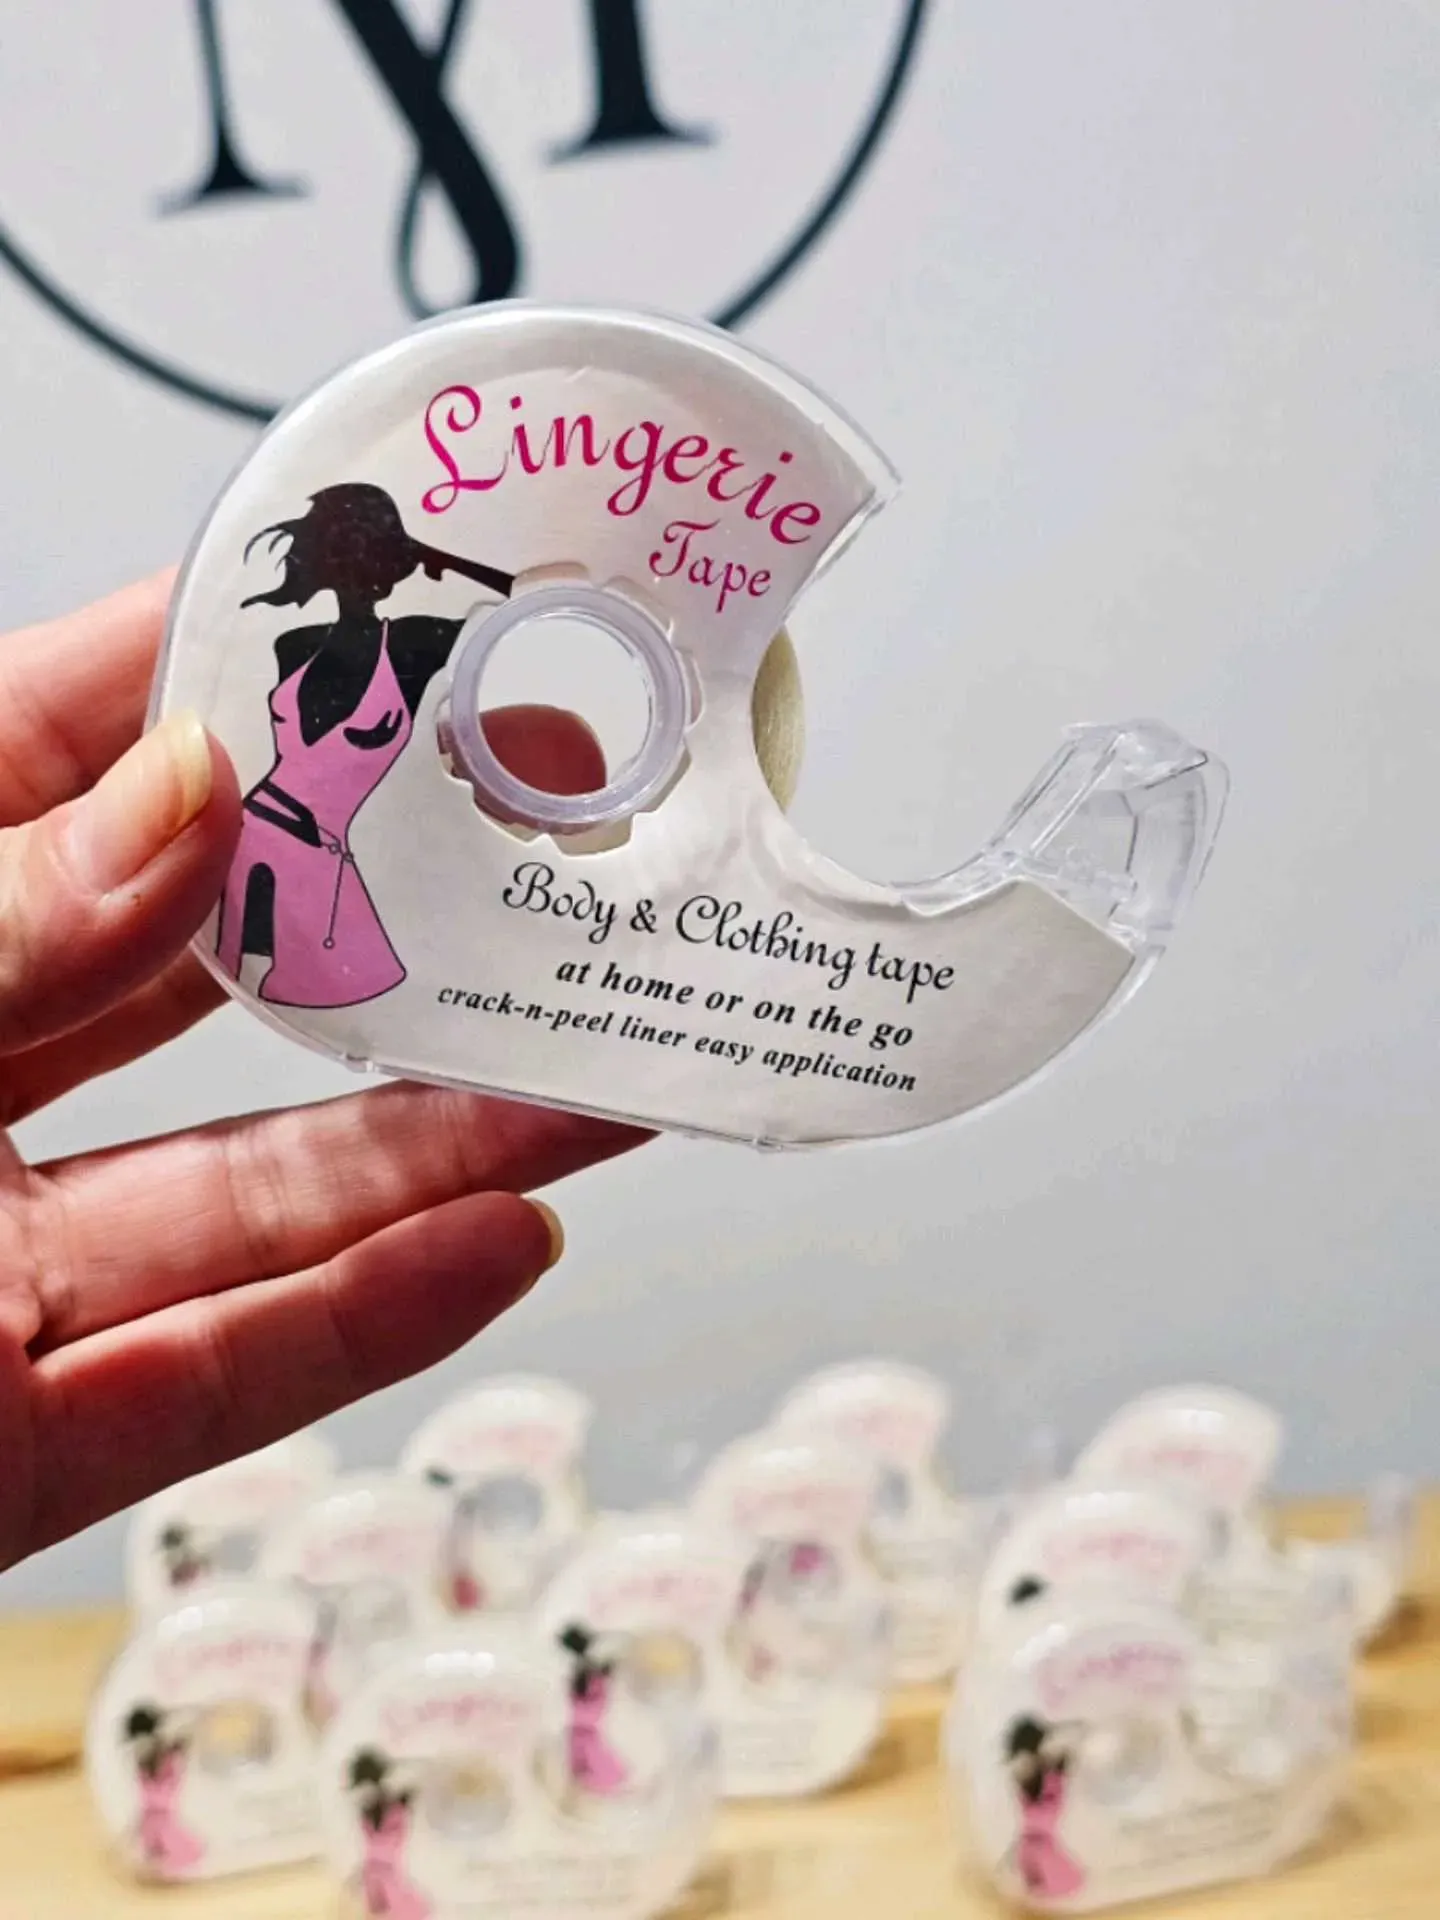 Lingerie
Tape
Body & Clothing tape
at home or on the go
crack-n-peel liner easy application